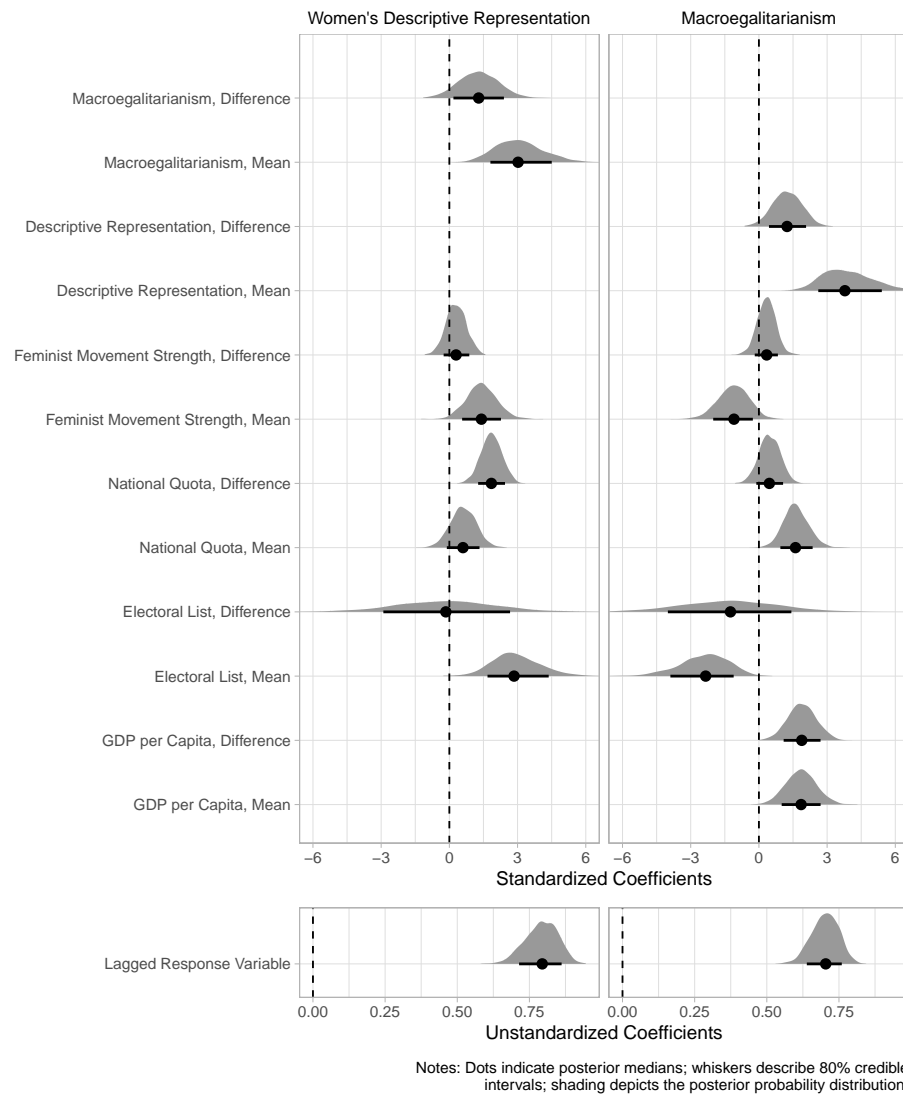 Women's Descriptive Representation
Macroegalitarianism
Macroegalitarianism, Difference
Macroegalitarianism, Mean
Descriptive Representation, Difference
Descriptive Representation, Mean
Feminist Movement Strength, Difference
Feminist Movement Strength, Mean
National Quota, Difference
National Quota, Mean
Electoral List, Difference
Electoral List, Mean
GDP per Capita, Difference
GDP per Capita, Mean
−6 −3 0 3 6 −6 −3 0 3 6
Standardized Coefficients
Lagged Response Variable
0.00 0.25 0.50 0.75 0.00 0.25 0.50 0.75
Unstandardized Coefficients
Notes: Dots indicate posterior medians; whiskers describe 80% credible
intervals; shading depicts the posterior probability distribution